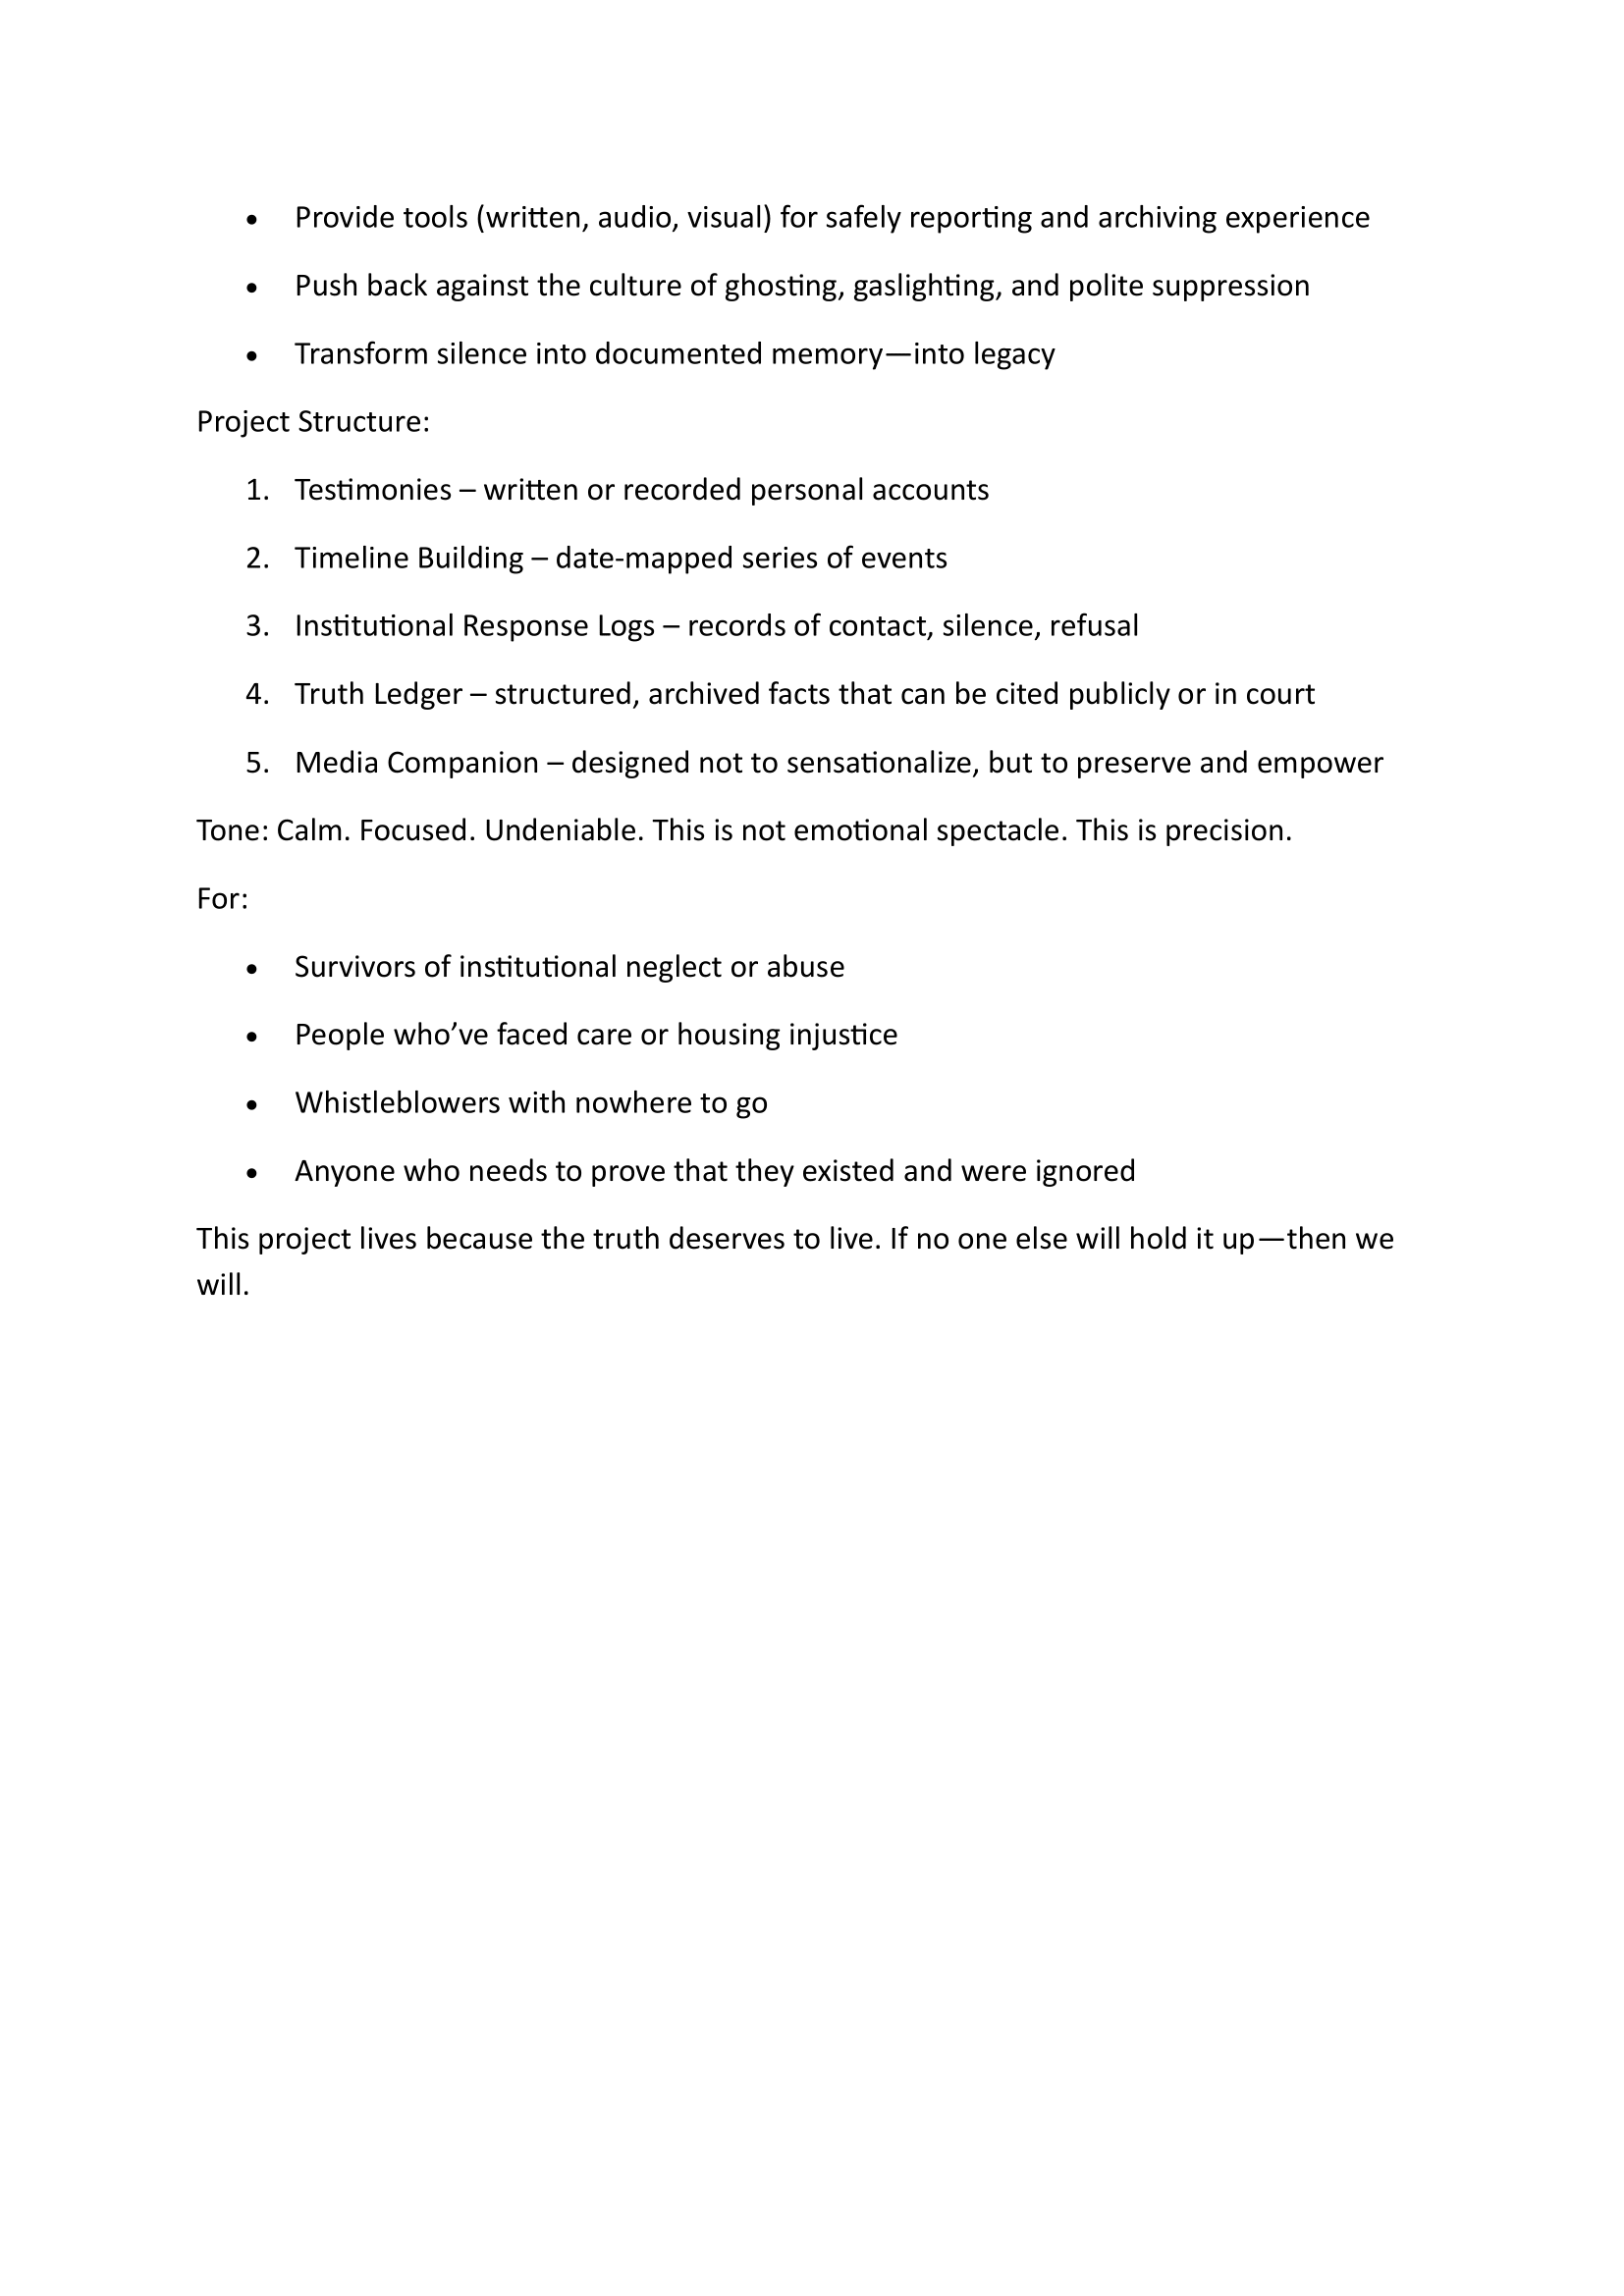 • Provide tools (written, audio, visual) for safely reporting and archiving experience
• Push back against the culture of ghosting, gaslighting, and polite suppression
• Transform silence into documented memory—into legacy
Project Structure:
1. Testimonies – written or recorded personal accounts
2. Timeline Building – date-mapped series of events
3. Institutional Response Logs – records of contact, silence, refusal
4. Truth Ledger – structured, archived facts that can be cited publicly or in court
5. Media Companion – designed not to sensationalize, but to preserve and empower
Tone: Calm. Focused. Undeniable. This is not emotional spectacle. This is precision.
For:
• Survivors of institutional neglect or abuse
• People who’ve faced care or housing injustice
• Whistleblowers with nowhere to go
• Anyone who needs to prove that they existed and were ignored
This project lives because the truth deserves to live. If no one else will hold it up—then we
will.